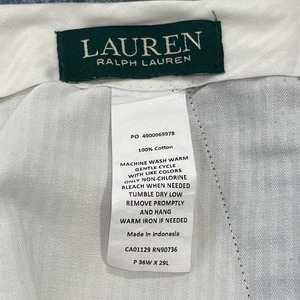 LAUREN
RALPH LAUREN
PO 4900069978
100% Cotton
MACHINE WASH WARM
GENTLE CYCLE
WITH LIKE COLORS
ONLY NON-CHLORINE
BLEACH WHEN NEEDED
TUMBLE DRY LOW
REMOVE PROMPTLY
AND HANG
WARM IRON IF NEEDED
Made in Indonesia
CA01129 RN90736
P 36W X 29L